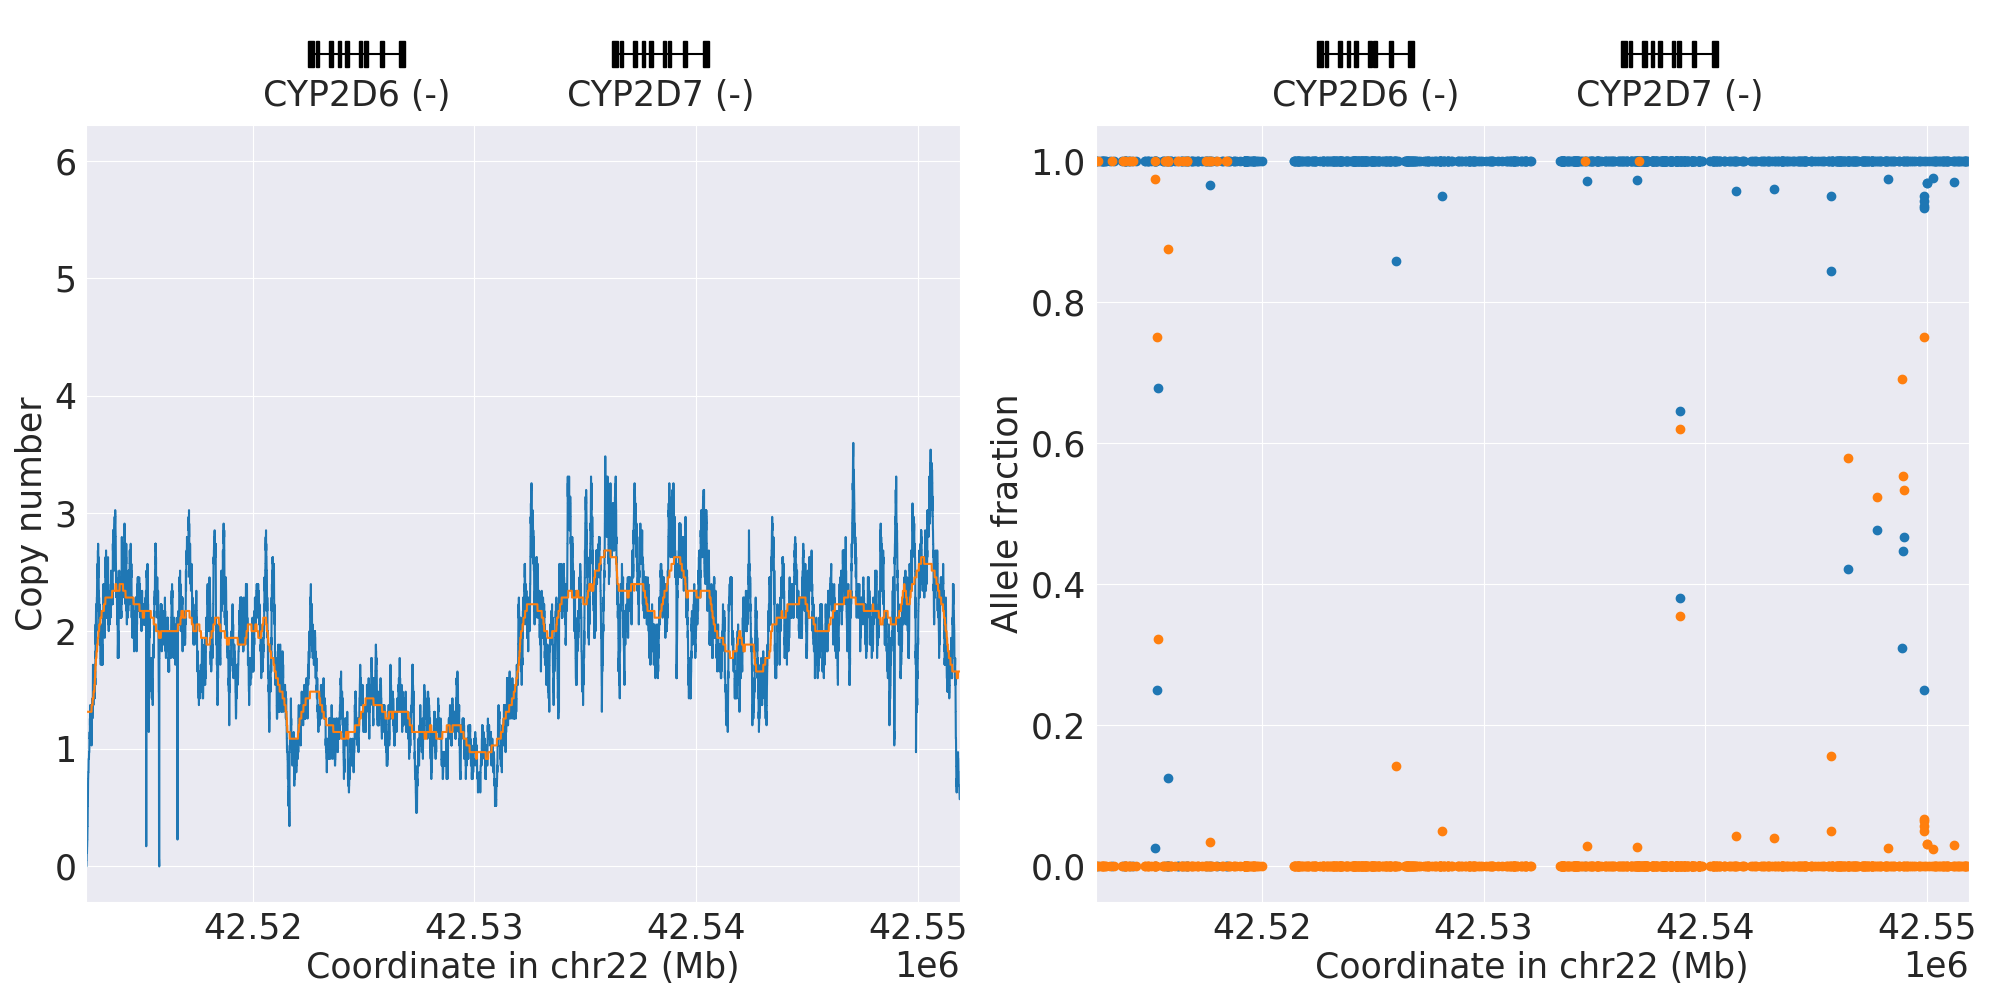 CYP2D6 (-) CYP2D7 (-)
6
5
4
3
2
1
0
Copy number
42.52 42.53 42.54 42.55
Coordinate in chr22 (Mb) 1e6
CYP2D6 (-) CYP2D7 (-)
1.0
0.8
0.6
0.4
0.2
0.0
Allele fraction
42.52 42.53 42.54 42.55
Coordinate in chr22 (Mb) 1e6